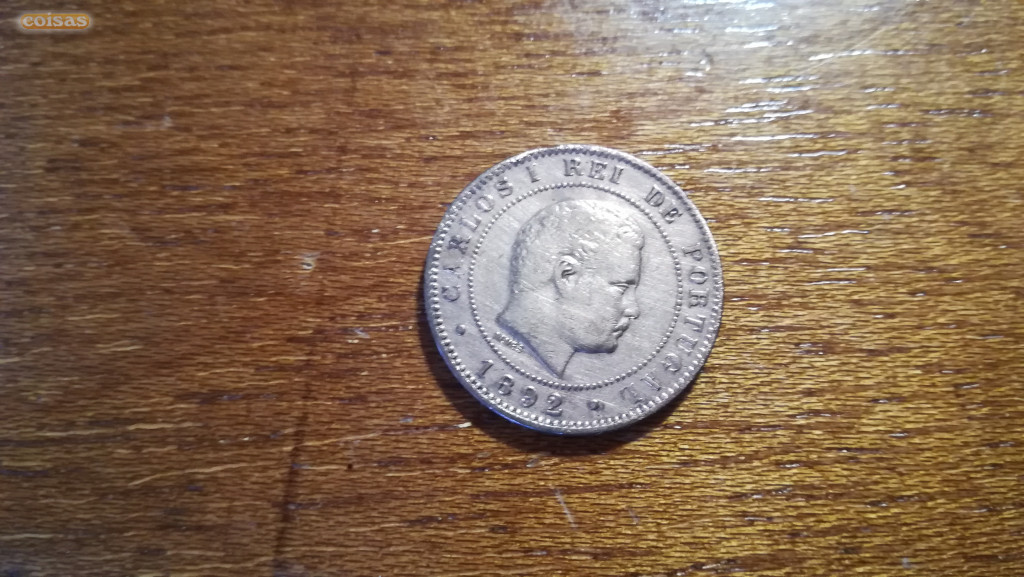 coisas
CARLOS I REI DE PORTUGAL
1892